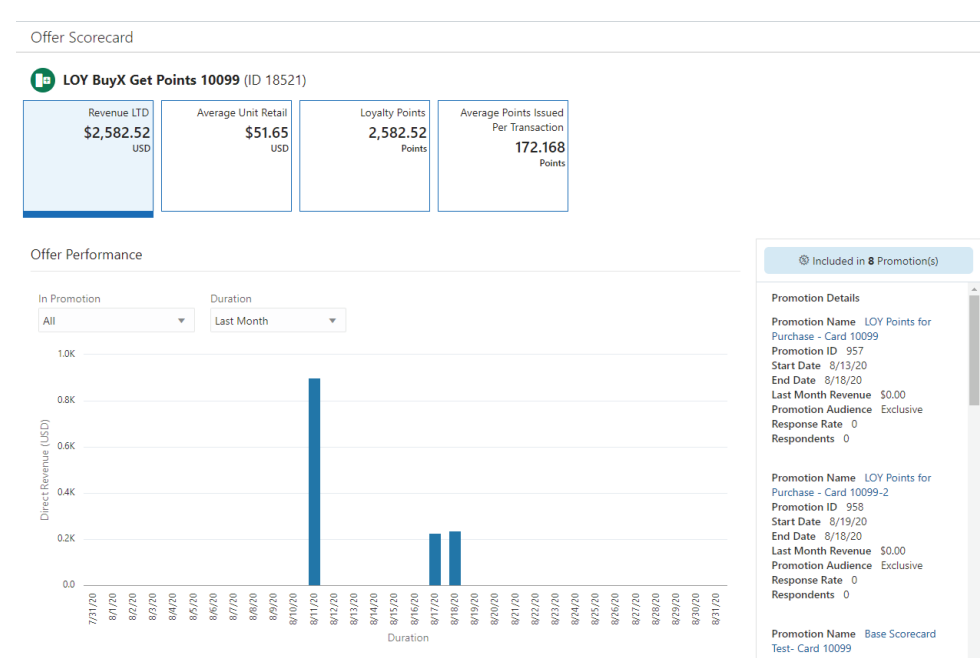 Offer Scorecard
LOY BuyX Get Points 10099 (ID 18521)
Revenue LTD
$2,582.52
USD
Average Unit Retail
$51.65
USD
Loyalty Points
2,582.52
Points
Average Points Issued
Per Transaction
172.168
Points
Offer Performance
In Promotion
All
Duration
Last Month
1.0K
0.8K
0.6K
0.4K
0.2K
0.0
Direct Revenue (USD)
7/31/20
8/1/20
8/2/20
8/3/20
8/4/20
8/5/20
8/6/20
8/7/20
8/8/20
8/9/20
8/10/20
8/11/20
8/12/20
8/13/20
8/14/20
8/15/20
8/16/20
8/17/20
8/18/20
8/19/20
8/20/20
8/21/20
8/22/20
8/23/20
8/24/20
8/25/20
8/26/20
8/27/20
8/28/20
8/29/20
8/30/20
8/31/20
Duration
Included in 8 Promotion(s)
Promotion Details
Promotion Name LOY Points for
Purchase - Card 10099
Promotion ID 957
Start Date 8/13/20
End Date 8/18/20
Last Month Revenue $0.00
Promotion Audience Exclusive
Response Rate 0
Respondents 0
Promotion Name LOY Points for
Purchase - Card 10099-2
Promotion ID 958
Start Date 8/19/20
End Date 8/18/20
Last Month Revenue $0.00
Promotion Audience Exclusive
Response Rate 0
Respondents 0
Promotion Name Base Scorecard
Test- Card 10099